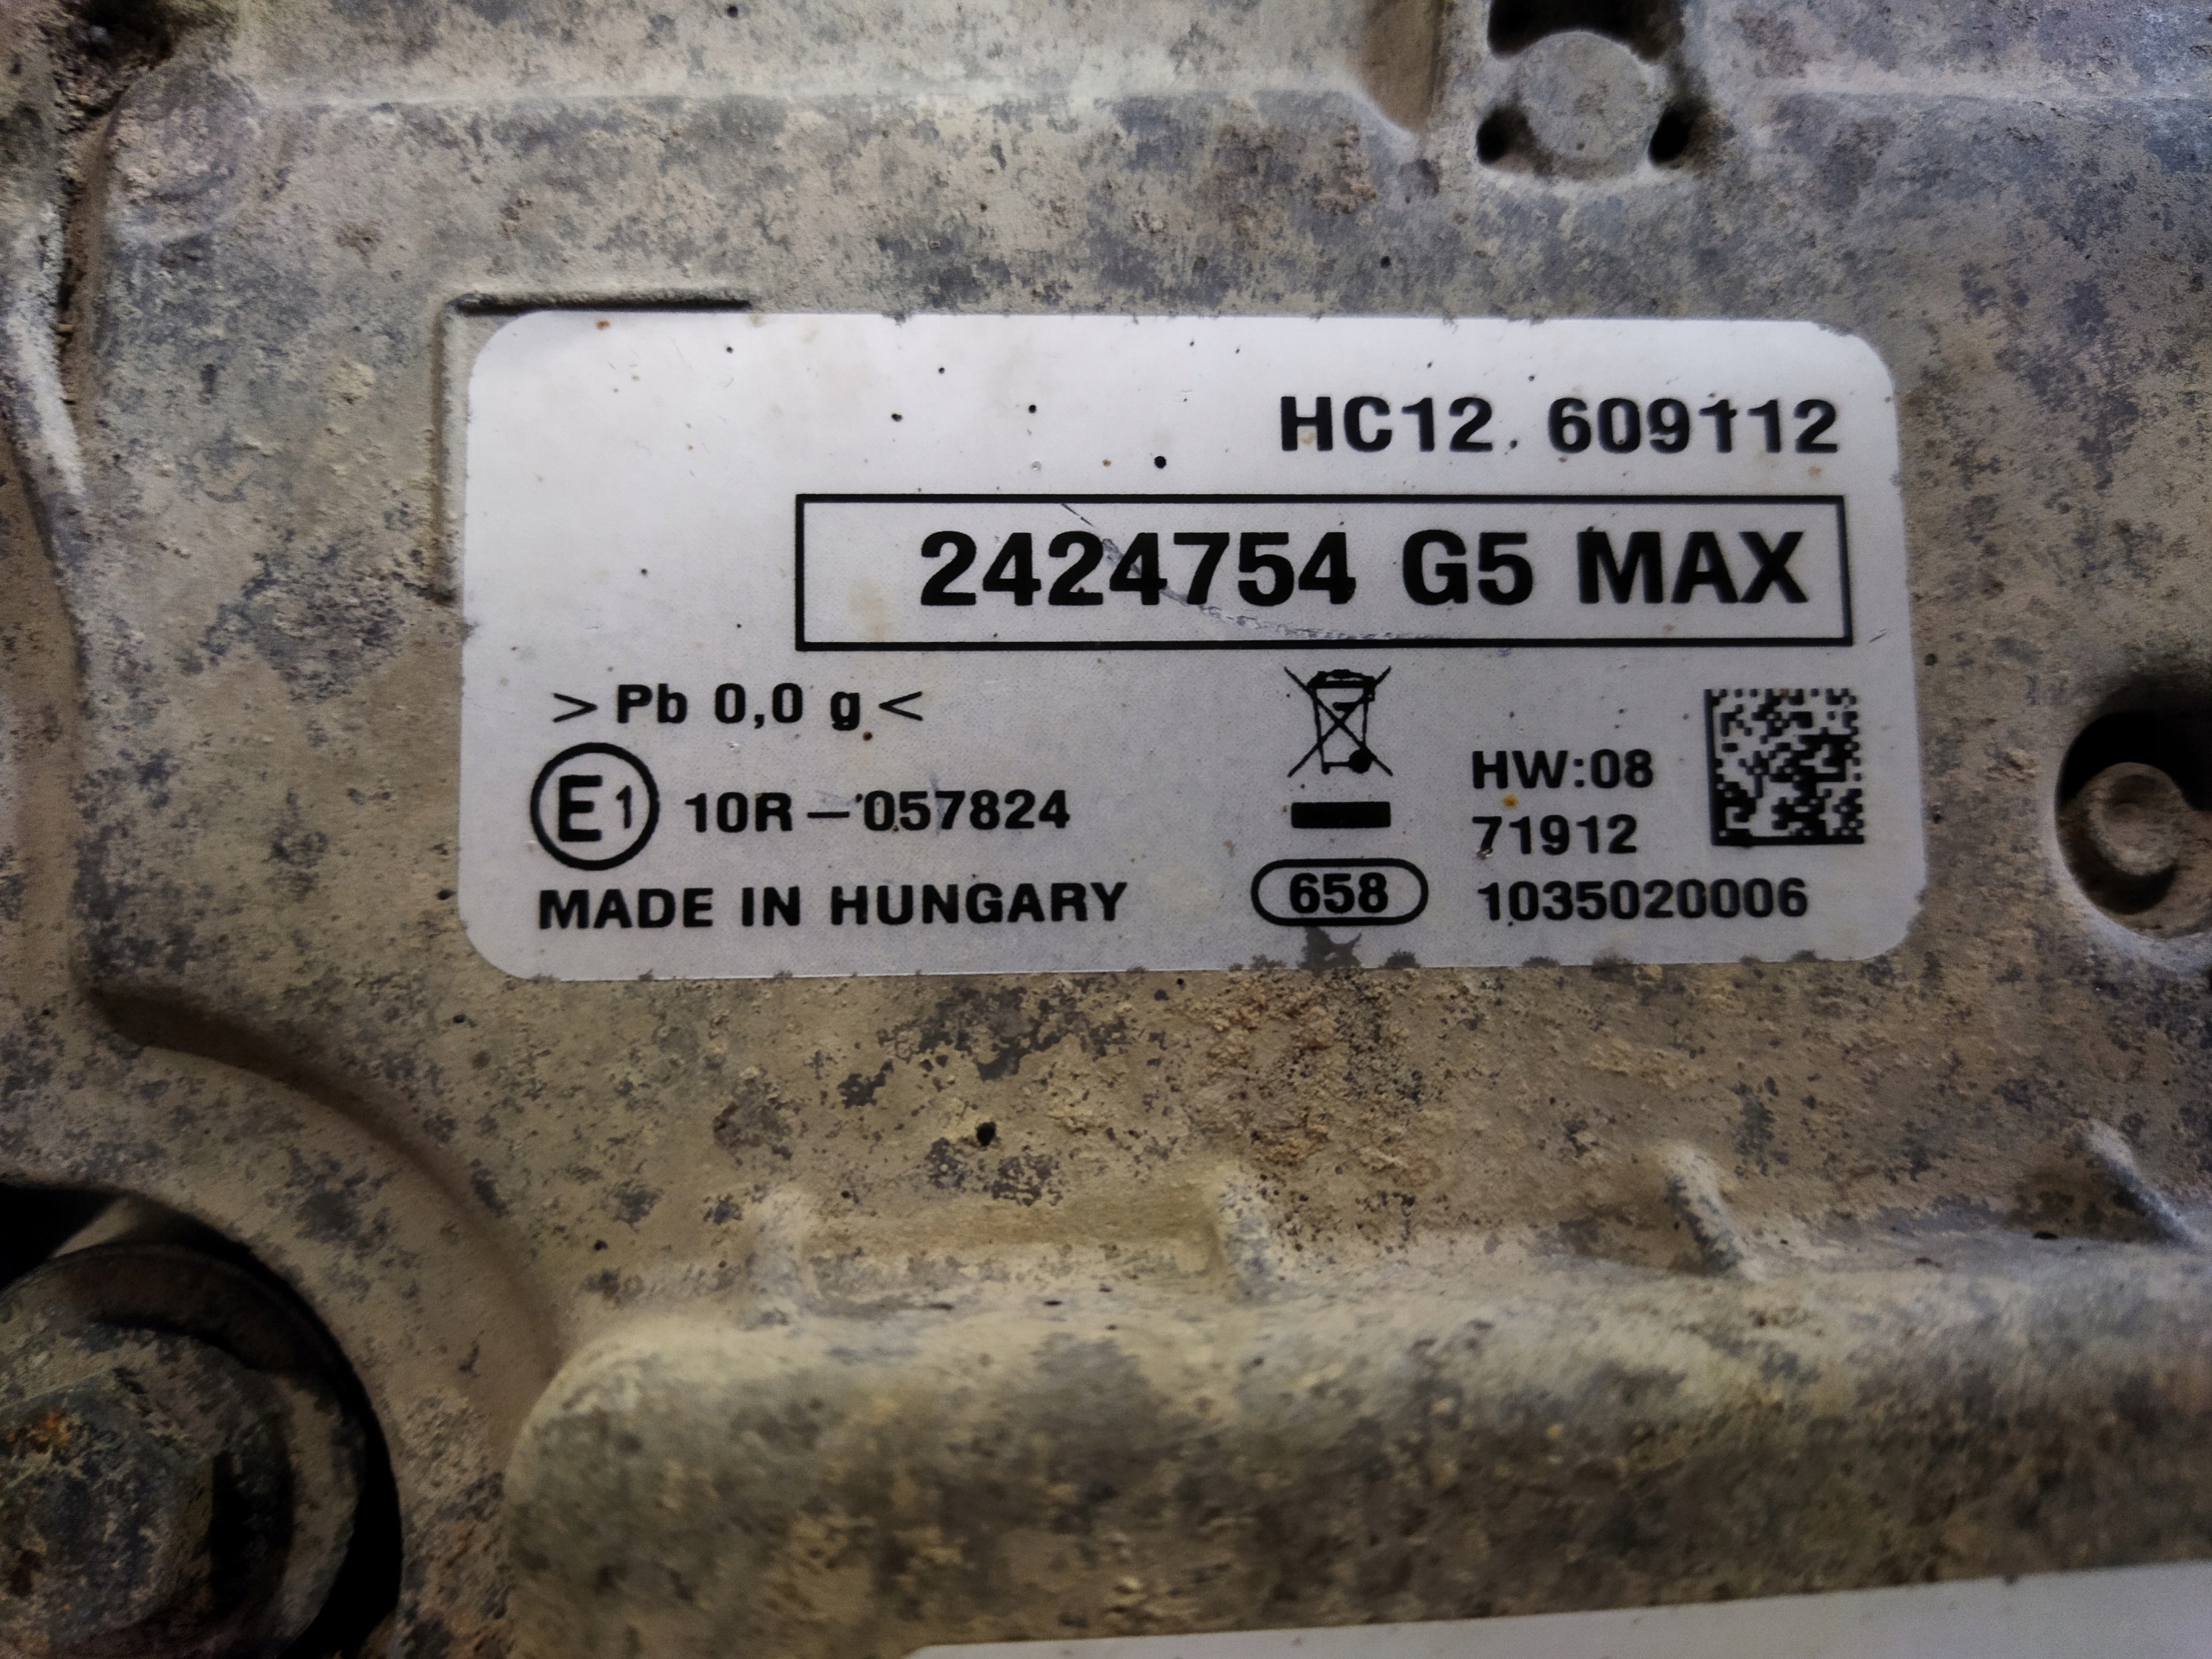 HC12. 609112
2424754 G5 MAX
>Pb 0,0 g<
E1 10R-057824
HW:08
71912
MADE IN HUNGARY
658
1035020006